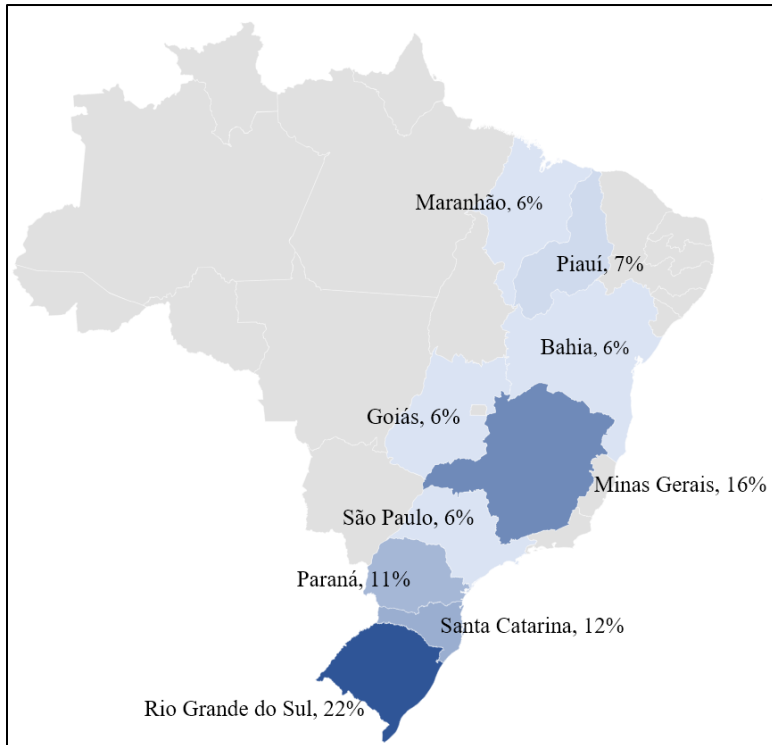 Maranhão, 6%
Piauí, 7%
Bahia, 6%
Goiás, 6%
Minas Gerais, 16%
São Paulo, 6%
Paraná, 11%
Santa Catarina, 12%
Rio Grande do Sul, 22%